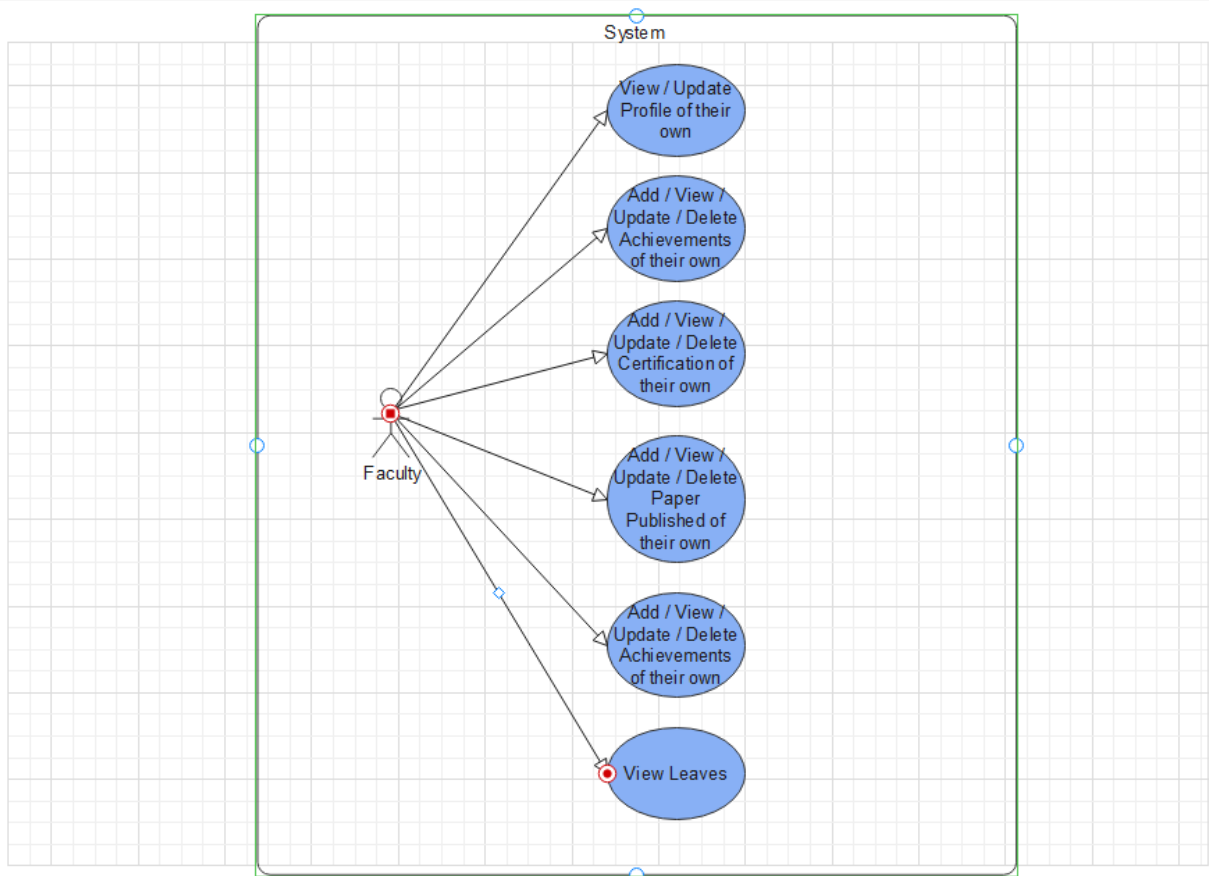 System
View / Update
Profile of their
own
Add / View /
Update / Delete
Achievements
of their own
Add / View /
Update / Delete
Certification of
their own
Faculty
Add / View /
Update / Delete
Paper
Published of
their own
Add / View /
Update / Delete
Achievements
of their own
View Leaves